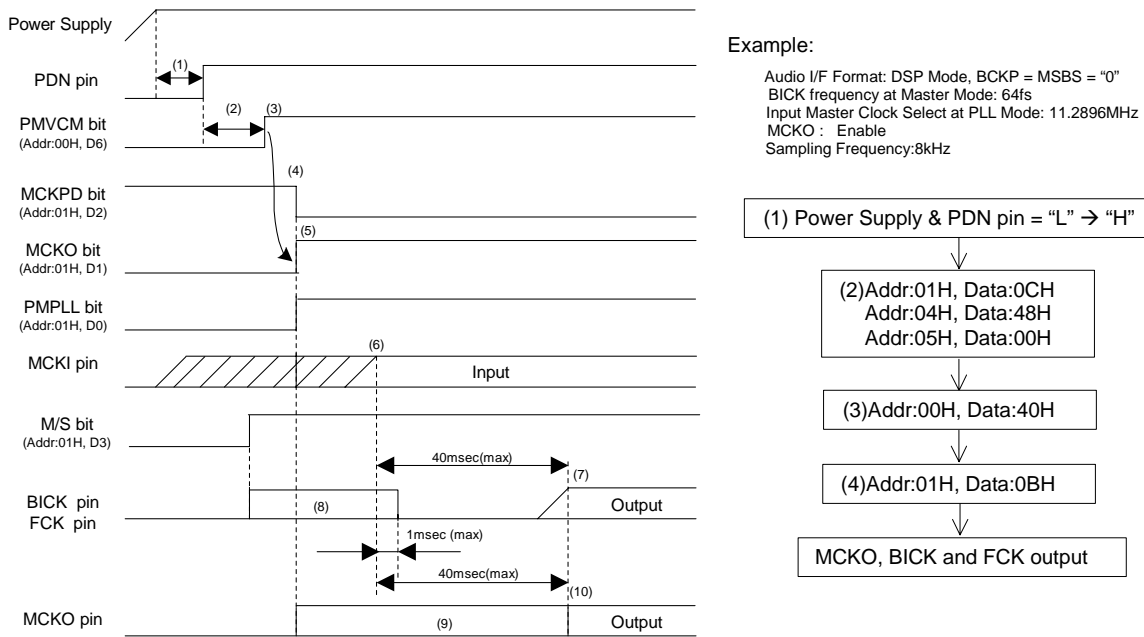 Power Supply
(1)
PDN pin
(2)
(3)
PMVCM bit
(Addr:00H, D6)
(4)
MCKPD bit
(Addr:01H, D2)
(5)
MCKO bit
(Addr:01H, D1)
PMPLL bit
(Addr:01H, D0)
(6)
MCKI pin
Input
M/S bit
(Addr:01H, D3)
40msec(max)
(7)
BICK pin
FCK pin
(8)
Output
1msec (max)
40msec(max)
(10)
MCKO pin
(9)
Output
Example:
Audio I/F Format: DSP Mode, BCKP = MSBS = “0”
BICK frequency at Master Mode: 64fs
Input Master Clock Select at PLL Mode: 11.2896MHz
MCKO : Enable
Sampling Frequency:8kHz
(1) Power Supply & PDN pin = “L” → “H”
(2)Addr:01H, Data:0CH
Addr:04H, Data:48H
Addr:05H, Data:00H
(3)Addr:00H, Data:40H
(4)Addr:01H, Data:0BH
MCKO, BICK and FCK output